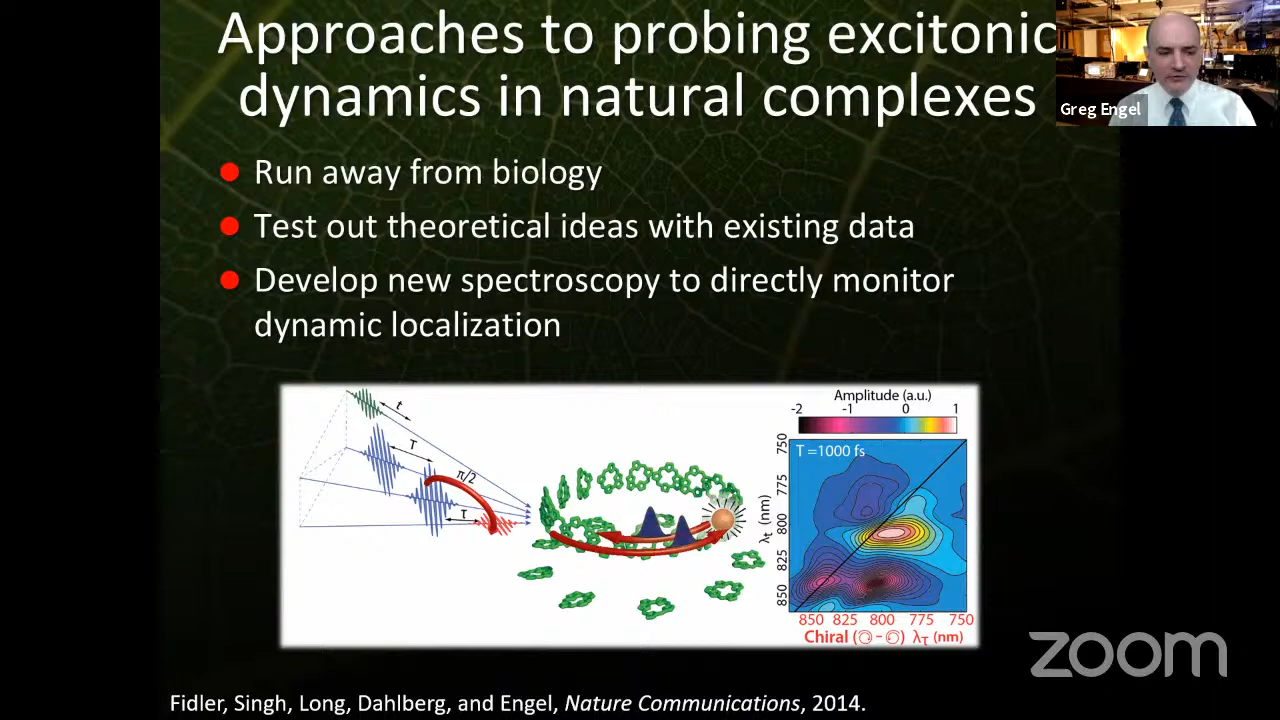 Approaches to probing excitonic
dynamics in natural complexes
Greg Engel
Run away from biology
Test out theoretical ideas with existing data
Develop new spectroscopy to directly monitor
dynamic localization
t
T
π/2
τ
Amplitude (a.u.)
-2 -1 0 1
T =1000 fs
750
775
800
825
850
λt (nm)
850 825 800 775 750
Chiral (↻ – ↺) λτ (nm)
zoom
Fidler, Singh, Long, Dahlberg, and Engel, Nature Communications, 2014.